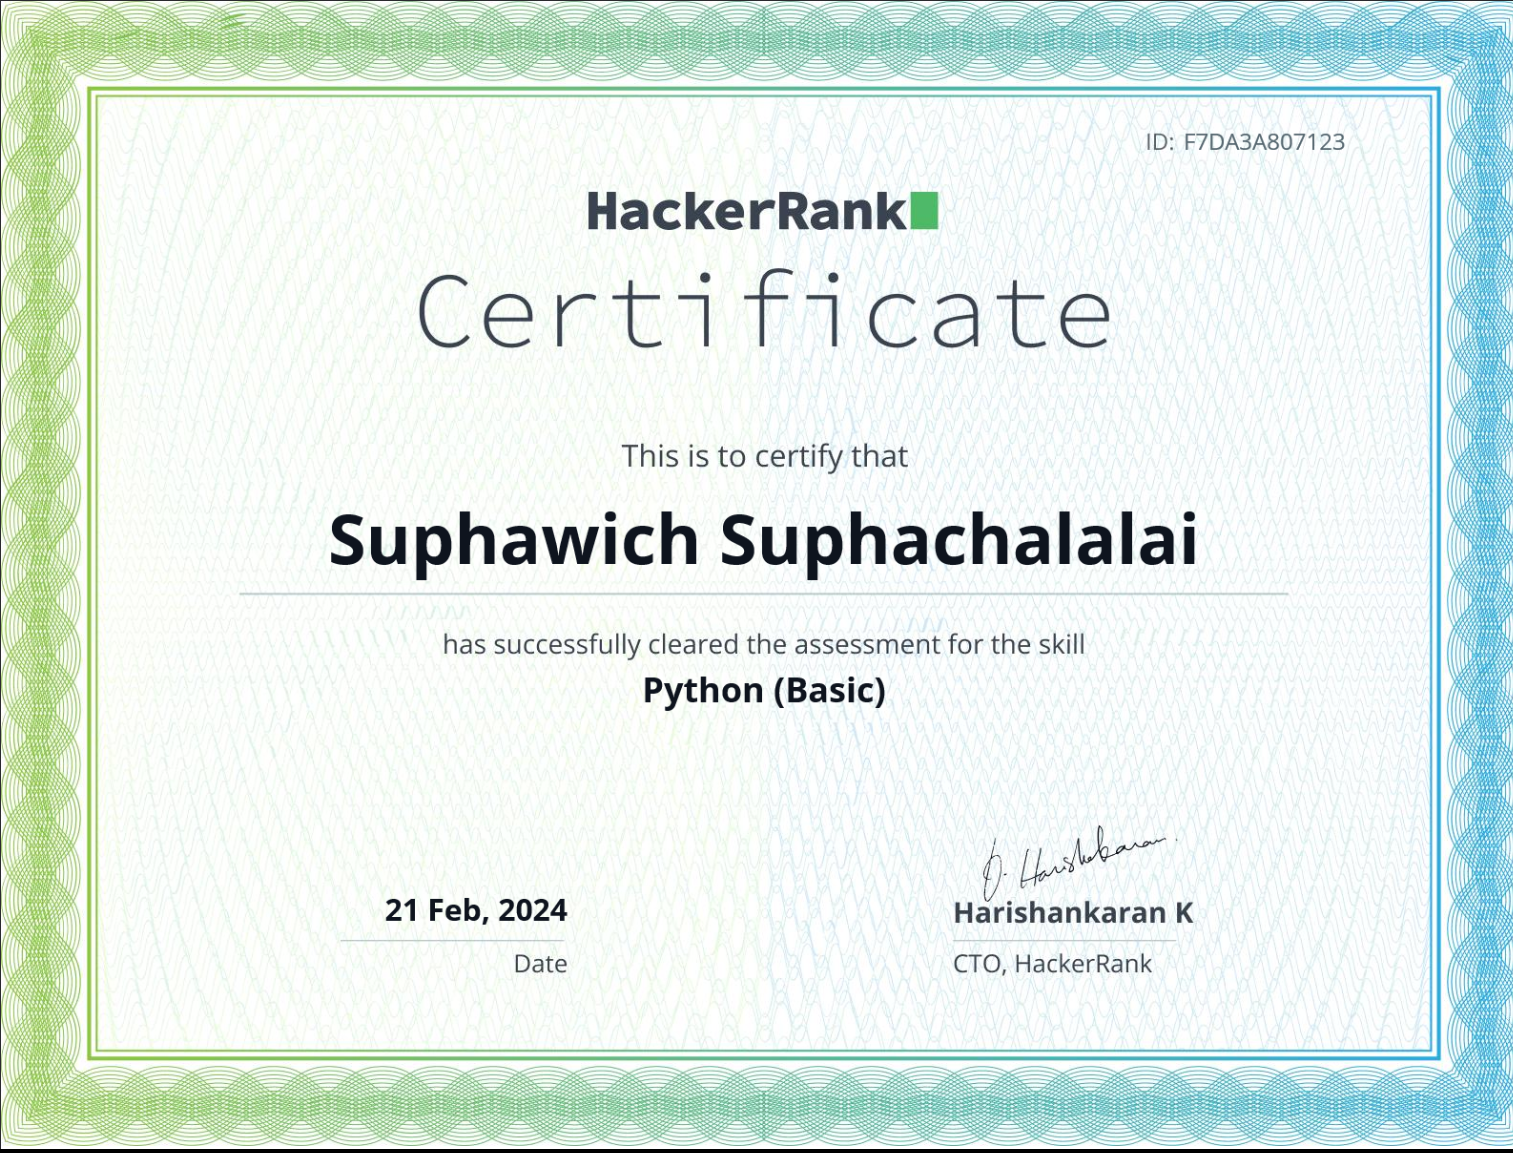 ID: F7DA3A807123
HackerRank
Certificate
This is to certify that
Suphawich Suphachalalai
has successfully cleared the assessment for the skill
Python (Basic)
21 Feb, 2024
Date
Harishankaran K
CTO, HackerRank